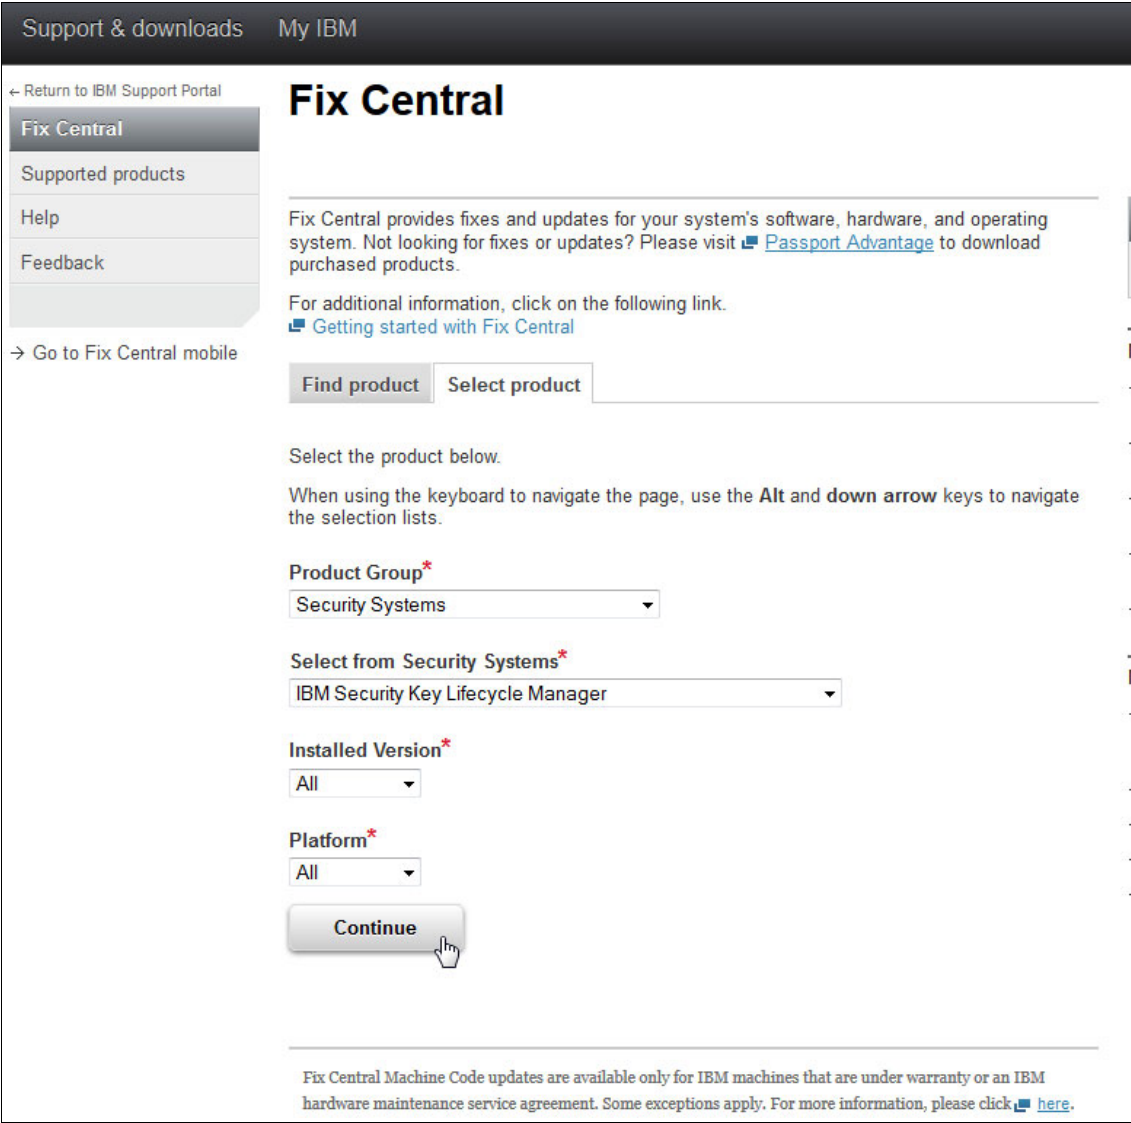 Support & downloads My IBM
← Return to IBM Support Portal
Fix Central
Supported products
Help
Feedback
→ Go to Fix Central mobile
Fix Central
Fix Central provides fixes and updates for your system's software, hardware, and operating
system. Not looking for fixes or updates? Please visit Passport Advantage to download
purchased products.
For additional information, click on the following link.
Getting started with Fix Central
Find product Select product
Select the product below.
When using the keyboard to navigate the page, use the Alt and down arrow keys to navigate
the selection lists.
Product Group*
Security Systems
Select from Security Systems*
IBM Security Key Lifecycle Manager
Installed Version*
All
Platform*
All
Continue
Fix Central Machine Code updates are available only for IBM machines that are under warranty or an IBM
hardware maintenance service agreement. Some exceptions apply. For more information, please click here.